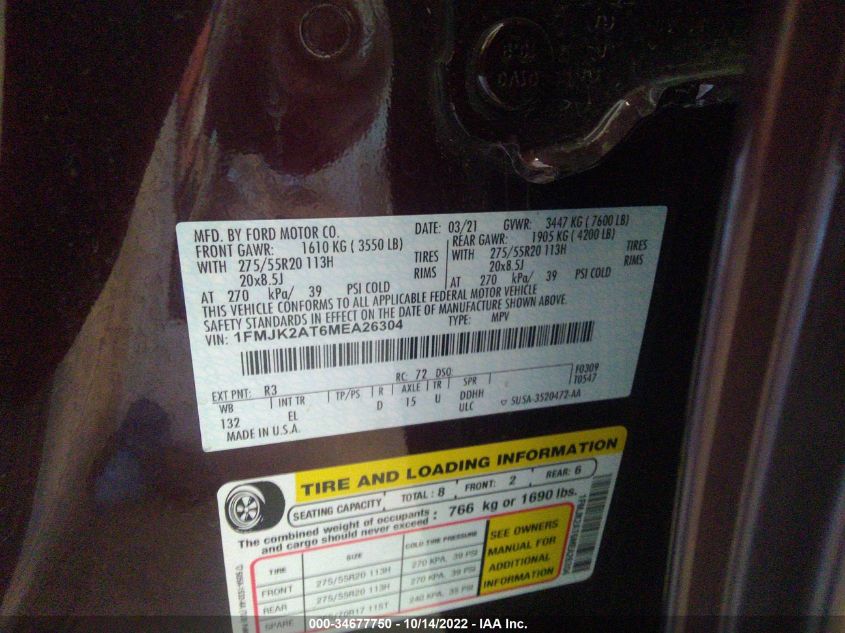 MFD. BY FORD MOTOR CO.
DATE: 03/21 GVWR: 3447 KG ( 7600 LB)
FRONT GAWR: 1610 KG ( 3550 LB)
REAR GAWR: 1905 KG ( 4200 LB)
WITH 275/55R20 113H TIRES
WITH 275/55R20 113H TIRES
20x8.5J RIMS
20x8.5J RIMS
AT 270 kPa/ 39 PSI COLD
AT 270 kPa/ 39 PSI COLD
THIS VEHICLE CONFORMS TO ALL APPLICABLE FEDERAL MOTOR VEHICLE
SAFETY STANDARDS IN EFFECT ON THE DATE OF MANUFACTURE SHOWN ABOVE.
VIN: 1FMJK2AT6MEA26304 TYPE: MPV
EXT PNT: R3 RC: 72 DSO: F0309
T0547
WB INT TR TP/PS R AXLE TR SPR
132 EL D 15 U DDHH
ULC 5USA-3520472-AA
MADE IN U.S.A.
TIRE AND LOADING INFORMATION
SEATING CAPACITY TOTAL: 8 FRONT: 2 REAR: 6
The combined weight of occupants and cargo should never exceed: 766 kg or 1690 lbs.
TIRE SIZE COLD TIRE PRESSURE
FRONT 275/55R20 113H 270 KPA, 39 PSI
REAR 275/55R20 113H 270 KPA, 39 PSI
SPARE 240 KPA, 35 PSI
SEE OWNERS
MANUAL FOR
ADDITIONAL
INFORMATION
000-34677750 - 10/14/2022 - IAA Inc.